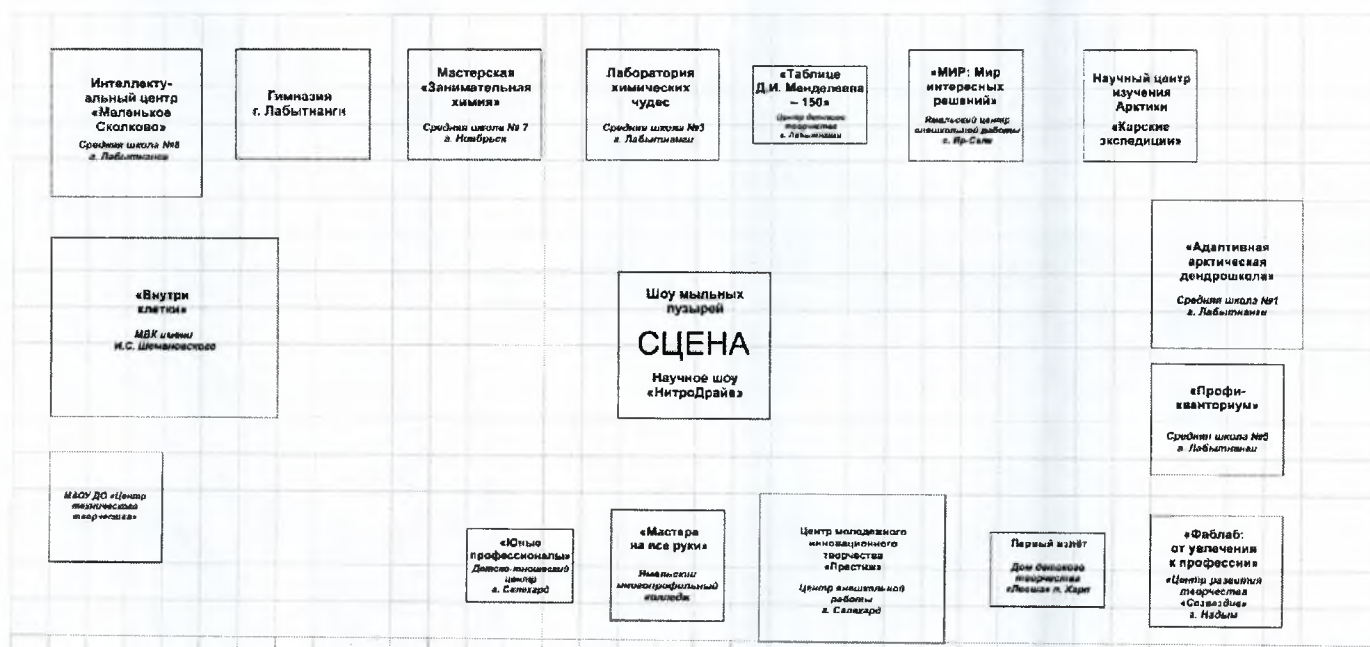 Интеллекту-
альный центр
«Маленькое
Сколково»
Средняя школа №8
г. Лабытнанги
Гимназия
г. Лабытнанги
Мастерская
«Занимательная
химия»
Средняя школа № 7
г. Ноябрьск
Лаборатория
химических
чудес
Средняя школа №3
г. Лабытнанги
«Таблице
Д.И. Менделеева
– 150»
Центр детского
творчества
г. Лабытнанги
«МИР: Мир
интересных
решений»
Ямальский центр
внешкольной работы
с. Яр-Сале
Научный центр
изучения
Арктики
«Карские
экспедиции»
«Внутри
клетки»
МВК имени
И.С. Шемановского
Шоу мыльных
пузырей
СЦЕНА
Научное шоу
«НитроДрайв»
«Адаптивная
арктическая
дендрошкола»
Средняя школа №1
г. Лабытнанги
«Профи-
кванториум»
Средняя школа №5
г. Лабытнанги
МАОУ ДО «Центр
технического
творчества»
«Юные
профессионалы»
Детско-юношеский
центр
г. Салехард
«Мастера
на все руки»
Ямальский
многопрофильный
колледж
Центр молодежного
инновационного
творчества
«Престиж»
Центр внешкольной
работы
г. Салехард
Первый взлёт
Дом детского
творчества
«Левша» п. Харп
«Фаблаб:
от увлечения
к профессии»
«Центр развития
творчества
«Созвездие»
г. Надым